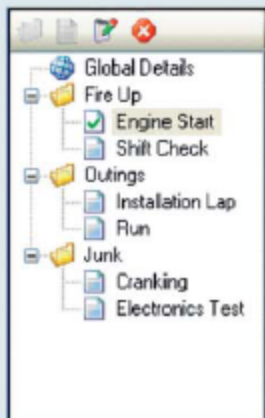 Global Details
Fire Up
Engine Start
Shift Check
Outings
Installation Lap
Run
Junk
Cranking
Electronics Test